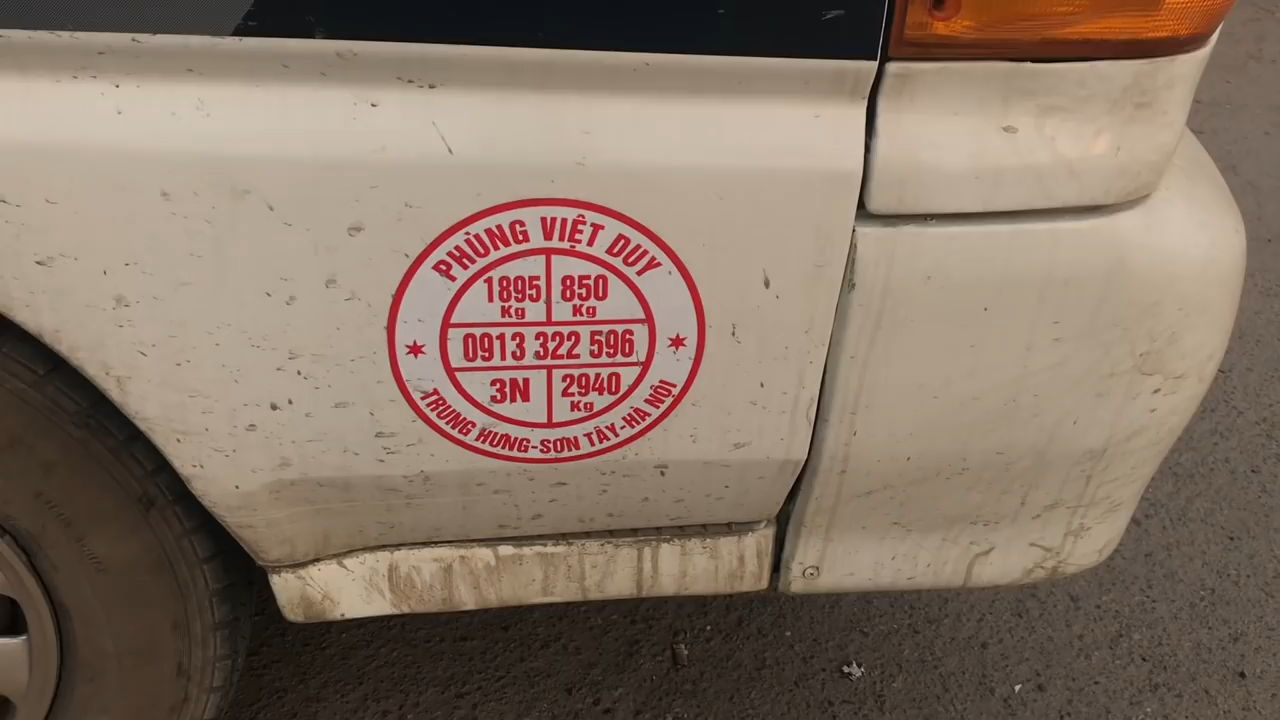 PHÙNG VIỆT DUY
1895 850
Kg Kg
0913 322 596
3N 2940
Kg
TRUNG HƯNG-SƠN TÂY-HÀ NỘI